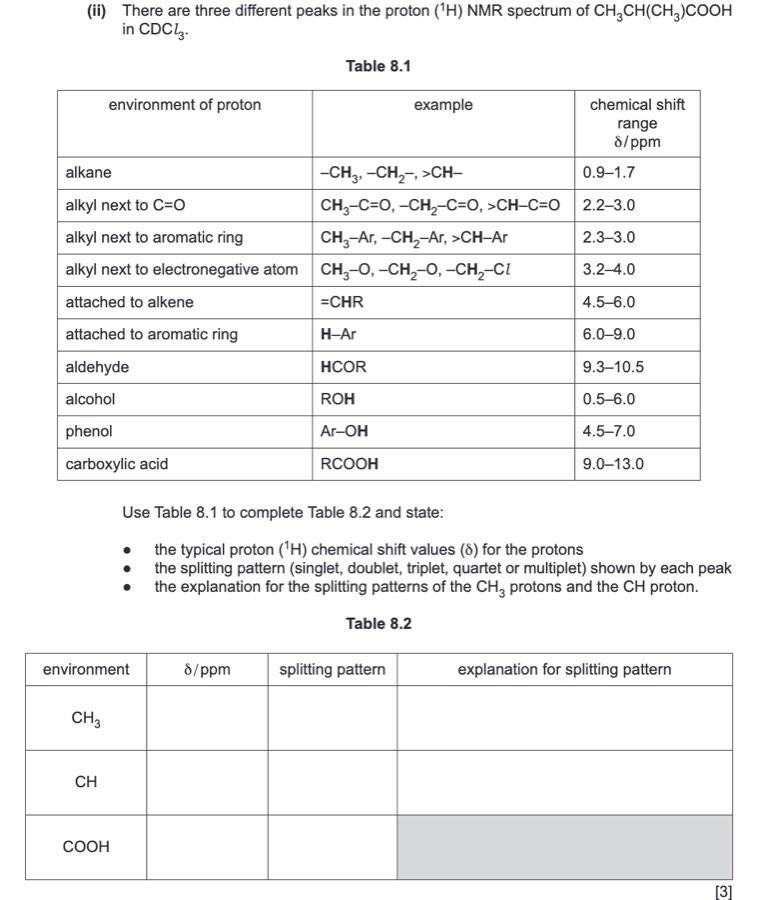 (ii) There are three different peaks in the proton (¹H) NMR spectrum of CH₃CH(CH₃)COOH
in CDCl₃.
Table 8.1
environment of proton example chemical shift
range
δ/ppm
alkane –CH₃, –CH₂–, >CH– 0.9–1.7
alkyl next to C=O CH₃–C=O, –CH₂–C=O, >CH–C=O 2.2–3.0
alkyl next to aromatic ring CH₃–Ar, –CH₂–Ar, >CH–Ar 2.3–3.0
alkyl next to electronegative atom CH₃–O, –CH₂–O, –CH₂–Cl 3.2–4.0
attached to alkene =CHR 4.5–6.0
attached to aromatic ring H–Ar 6.0–9.0
aldehyde HCOR 9.3–10.5
alcohol ROH 0.5–6.0
phenol Ar–OH 4.5–7.0
carboxylic acid RCOOH 9.0–13.0
Use Table 8.1 to complete Table 8.2 and state:
● the typical proton (¹H) chemical shift values (δ) for the protons
● the splitting pattern (singlet, doublet, triplet, quartet or multiplet) shown by each peak
● the explanation for the splitting patterns of the CH₃ protons and the CH proton.
Table 8.2
environment δ/ppm splitting pattern explanation for splitting pattern
CH₃
CH
COOH
[3]